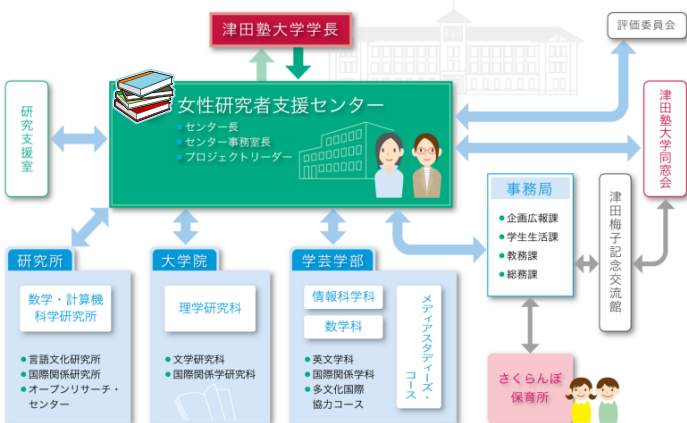 津田塾大学学長
評価委員会
女性研究者支援センター
センター長
センター事務室長
プロジェクトリーダー
研究支援室
津田塾大学同窓会
事務局
企画広報課
学生生活課
教務課
総務課
津田梅子記念交流館
研究所
数学・計算機
科学研究所
言語文化研究所
国際関係研究所
オープンリサーチ・
センター
大学院
理学研究科
文学研究科
国際関係学研究科
学芸学部
情報科学科
数学科
メディアスタディーズ・
コース
英文学科
国際関係学科
多文化国際
協力コース
さくらんぼ
保育所